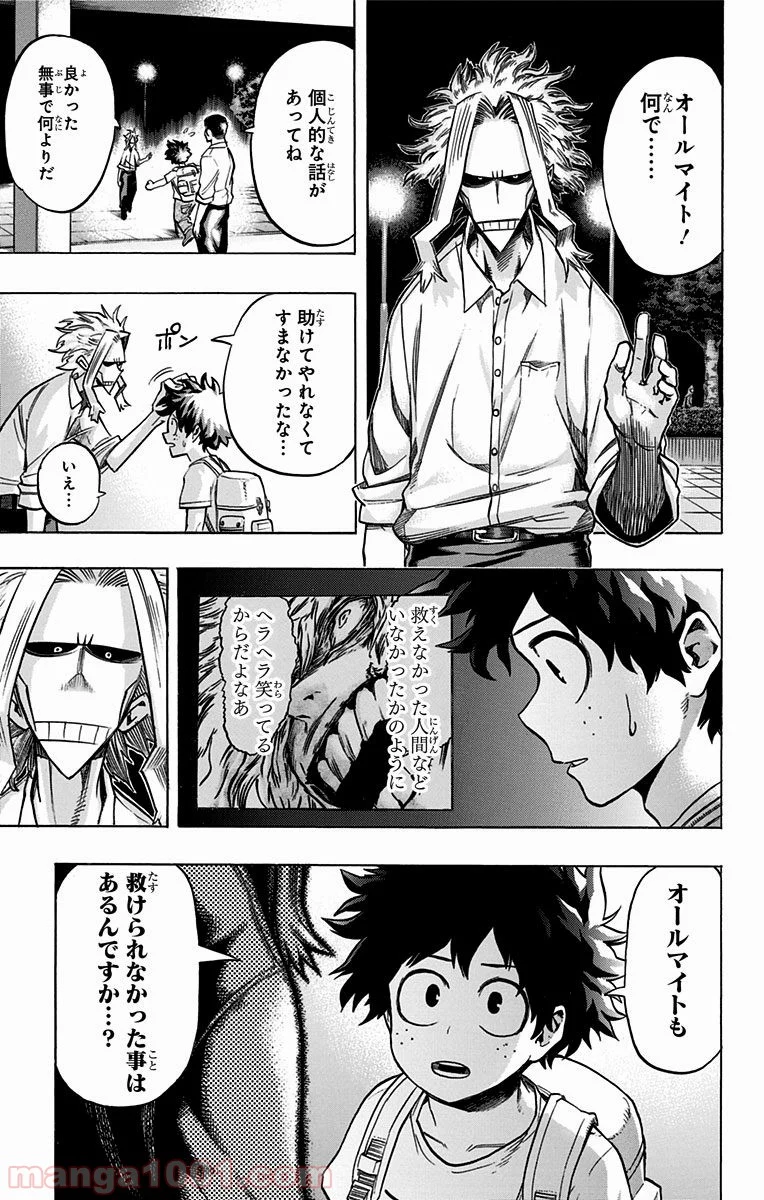 オールマイト！
何で………
個人的な話が
あってね
良かった
無事で何よりだ
助けてやれなくて
すまなかったな…
ポン
いえ…
救えなかった人間など
いなかったかのように
ヘラヘラ笑ってる
からだよなあ
オールマイトも
救けられなかった事は
あるんですか…？